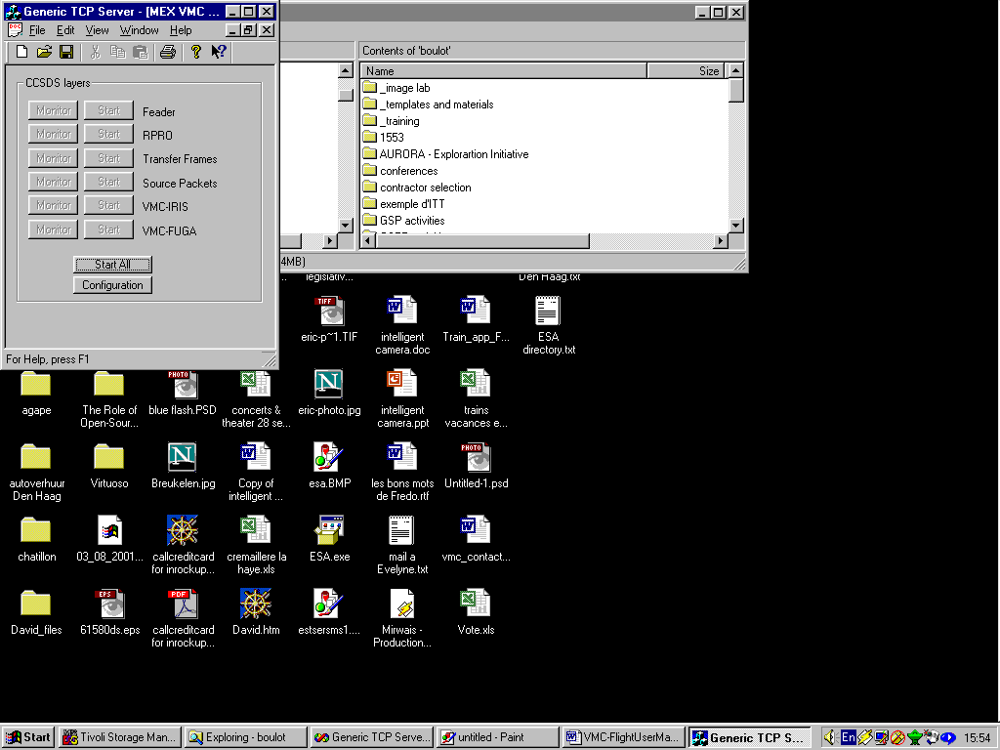 Generic TCP Server - [MEX VMC ...
File Edit View Window Help
CCSDS layers
Monitor Start Feader
Monitor Start RPRO
Monitor Start Transfer Frames
Monitor Start Source Packets
Monitor Start VMC-IRIS
Monitor Start VMC-FUGA
Start All
Configuration
For Help, press F1
Contents of 'boulot'
Name Size
_image lab
_templates and materials
_training
1553
AURORA - Explorartion Initiative
conferences
contractor selection
exemple d'ITT
GSP activities
4MB)
legislativ...
Den Haag.txt
TIFF
eric-p~1.TIF
intelligent
camera.doc
Train_app_F...
ESA
directory.txt
agape
The Role of
Open-Sour...
PHOTO
blue flash.PSD
concerts &
theater 28 se...
eric-photo.jpg
intelligent
camera.ppt
trains
vacances e...
autoverhuur
Den Haag
Virtuoso
Breukelen.jpg
Copy of
intelligent ...
esa.BMP
les bons mots
de Fredo.rtf
PHOTO
Untitled-1.psd
chatillon
03_08_2001...
callcreditcard
for inrockup...
cremaillere la
haye.xls
ESA.exe
mail a
Evelyne.txt
vmc_contact...
David_files
EPS
61580ds.eps
PDF
callcreditcard
for inrockup...
David.htm
estsersms1....
Mirwais -
Production...
Vote.xls
Start Tivoli Storage Man... Exploring - boulot Generic TCP Serve... untitled - Paint VMC-FlightUserMa... Generic TCP S... En 15:54